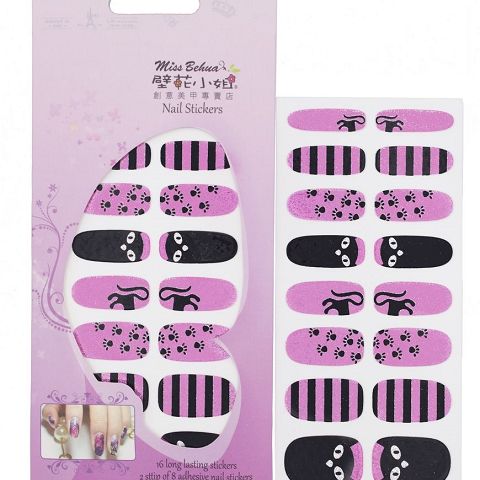 Miss Behua
壁花小姐
創意美甲專賣店
Nail Stickers
16 long lasting stickers
2 sttip of 8 adhesive nail stickers